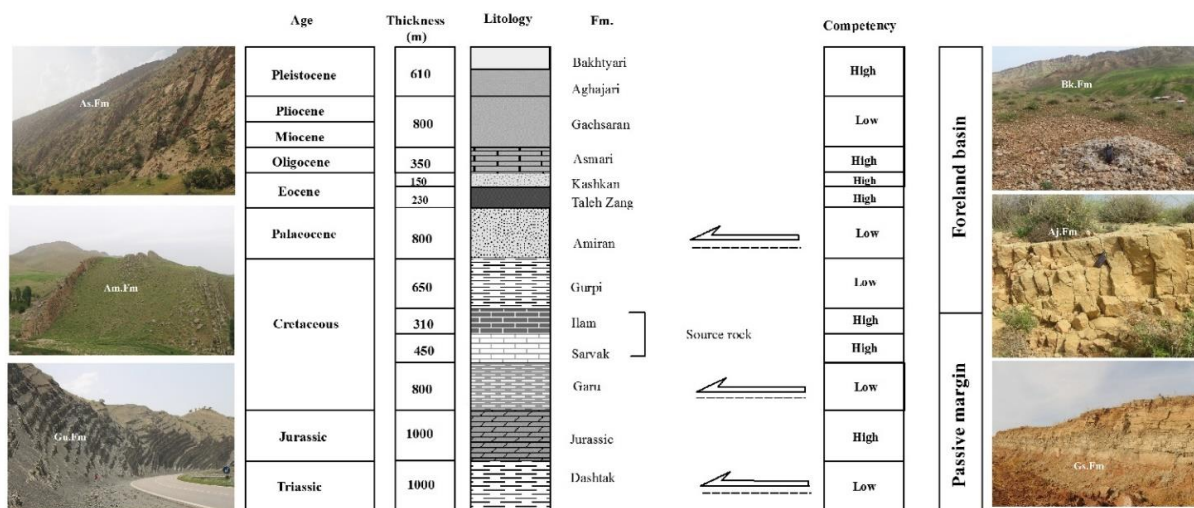 Age
Thickness
(m)
Litology
Fm.
Competency
Pleistocene
Pliocene
Miocene
Oligocene
Eocene
Palaeocene
Cretaceous
Jurassic
Triassic
610
800
350
150
230
800
650
310
450
800
1000
1000
Bakhtyari
Aghajari
Gachsaran
Asmari
Kashkan
Taleh Zang
Amiran
Gurpi
Ilam
Sarvak
Garu
Jurassic
Dashtak
Source rock
High
Low
High
High
High
Low
Low
High
High
Low
High
Low
Foreland basin
Passive margin
As.Fm
Am.Fm
Gu.Fm
Bk.Fm
Aj.Fm
Gs.Fm